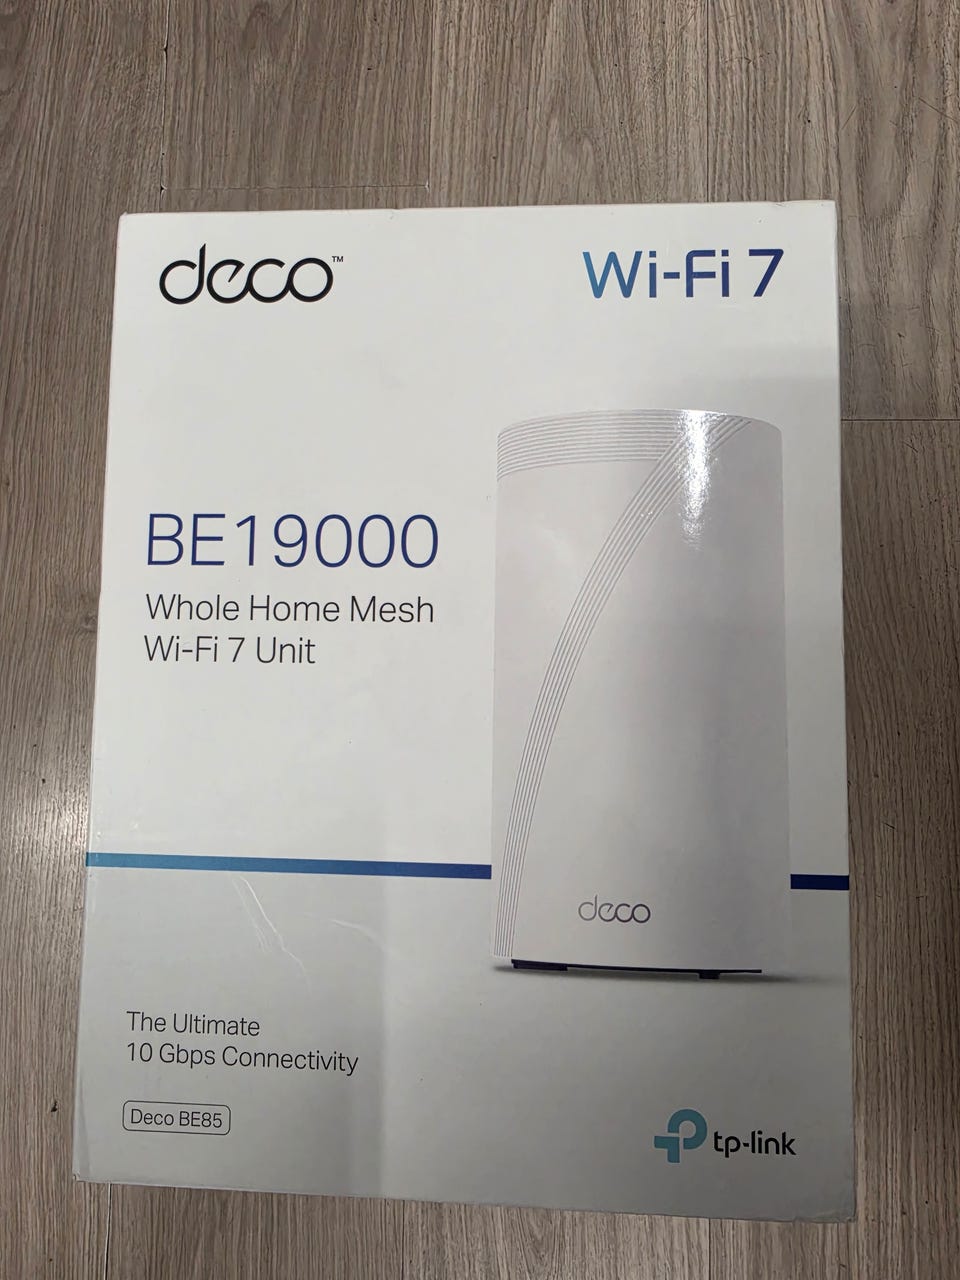 deco™
Wi-Fi 7
BE19000
Whole Home Mesh
Wi-Fi 7 Unit
deco
The Ultimate
10 Gbps Connectivity
Deco BE85
tp-link